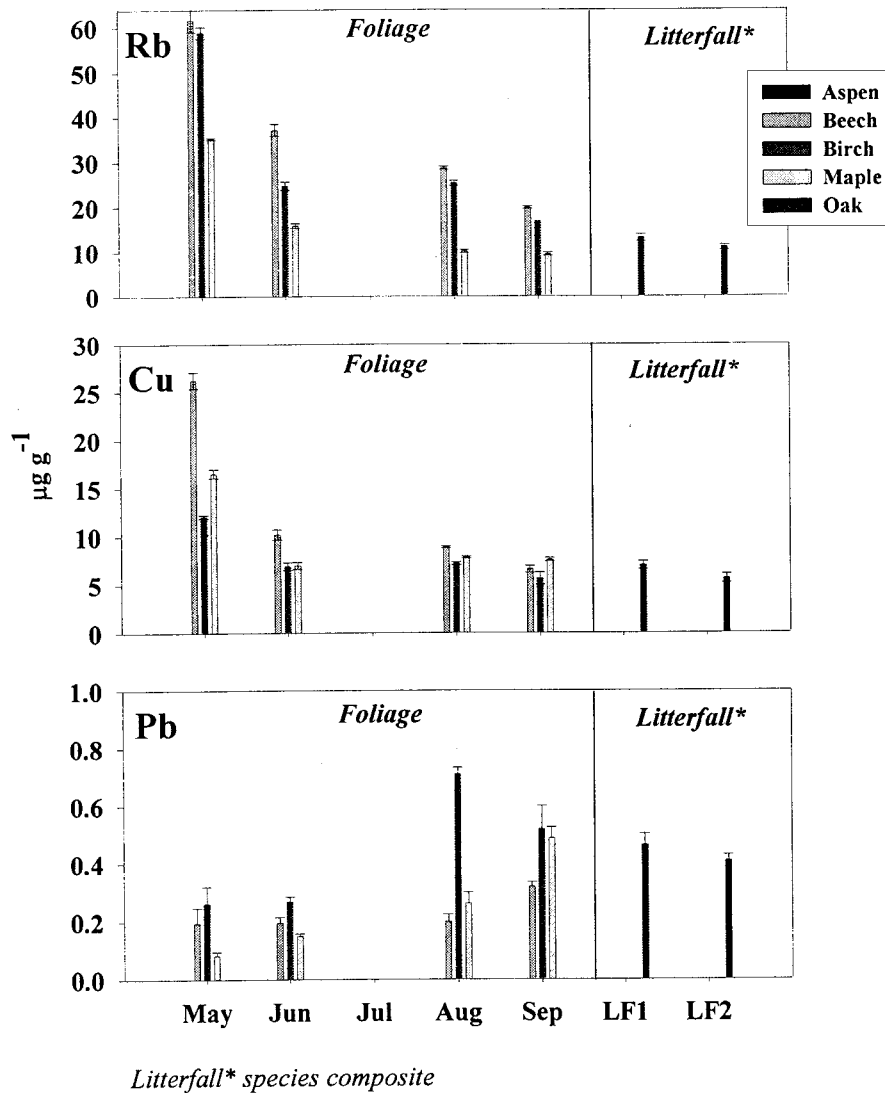 Rb
Foliage
Litterfall*
60
50
40
30
20
10
0
Aspen
Beech
Birch
Maple
Oak
Cu
Foliage
Litterfall*
30
25
20
15
10
5
0
µg g-1
Pb
Foliage
Litterfall*
1.0
0.8
0.6
0.4
0.2
0.0
May Jun Jul Aug Sep LF1 LF2
Litterfall* species composite